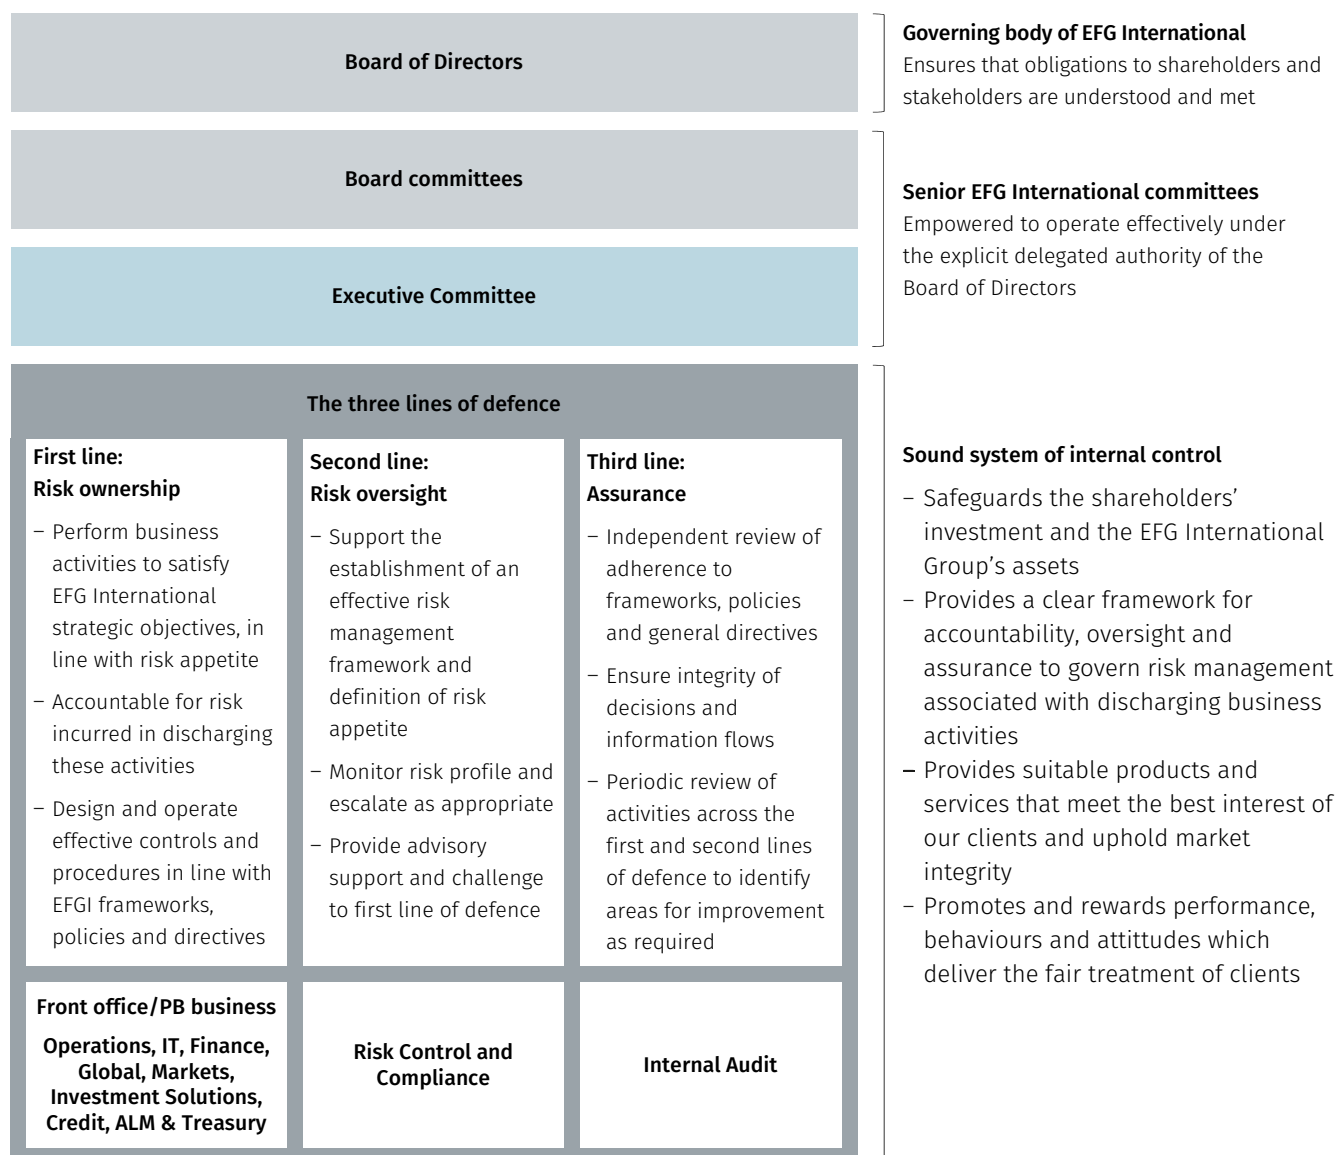 Board of Directors
Governing body of EFG International
Ensures that obligations to shareholders and
stakeholders are understood and met
Board committees
Executive Committee
Senior EFG International committees
Empowered to operate effectively under
the explicit delegated authority of the
Board of Directors
The three lines of defence
First line:
Risk ownership
– Perform business
activities to satisfy
EFG International
strategic objectives, in
line with risk appetite
– Accountable for risk
incurred in discharging
these activities
– Design and operate
effective controls and
procedures in line with
EFGI frameworks,
policies and directives
Front office/PB business
Operations, IT, Finance,
Global, Markets,
Investment Solutions,
Credit, ALM & Treasury
Second line:
Risk oversight
– Support the
establishment of an
effective risk
management
framework and
definition of risk
appetite
– Monitor risk profile and
escalate as appropriate
– Provide advisory
support and challenge
to first line of defence
Risk Control and
Compliance
Third line:
Assurance
– Independent review of
adherence to
frameworks, policies
and general directives
– Ensure integrity of
decisions and
information flows
– Periodic review of
activities across the
first and second lines
of defence to identify
areas for improvement
as required
Internal Audit
Sound system of internal control
– Safeguards the shareholders’
investment and the EFG International
Group’s assets
– Provides a clear framework for
accountability, oversight and
assurance to govern risk management
associated with discharging business
activities
– Provides suitable products and
services that meet the best interest of
our clients and uphold market
integrity
– Promotes and rewards performance,
behaviours and attitudes which
deliver the fair treatment of clients